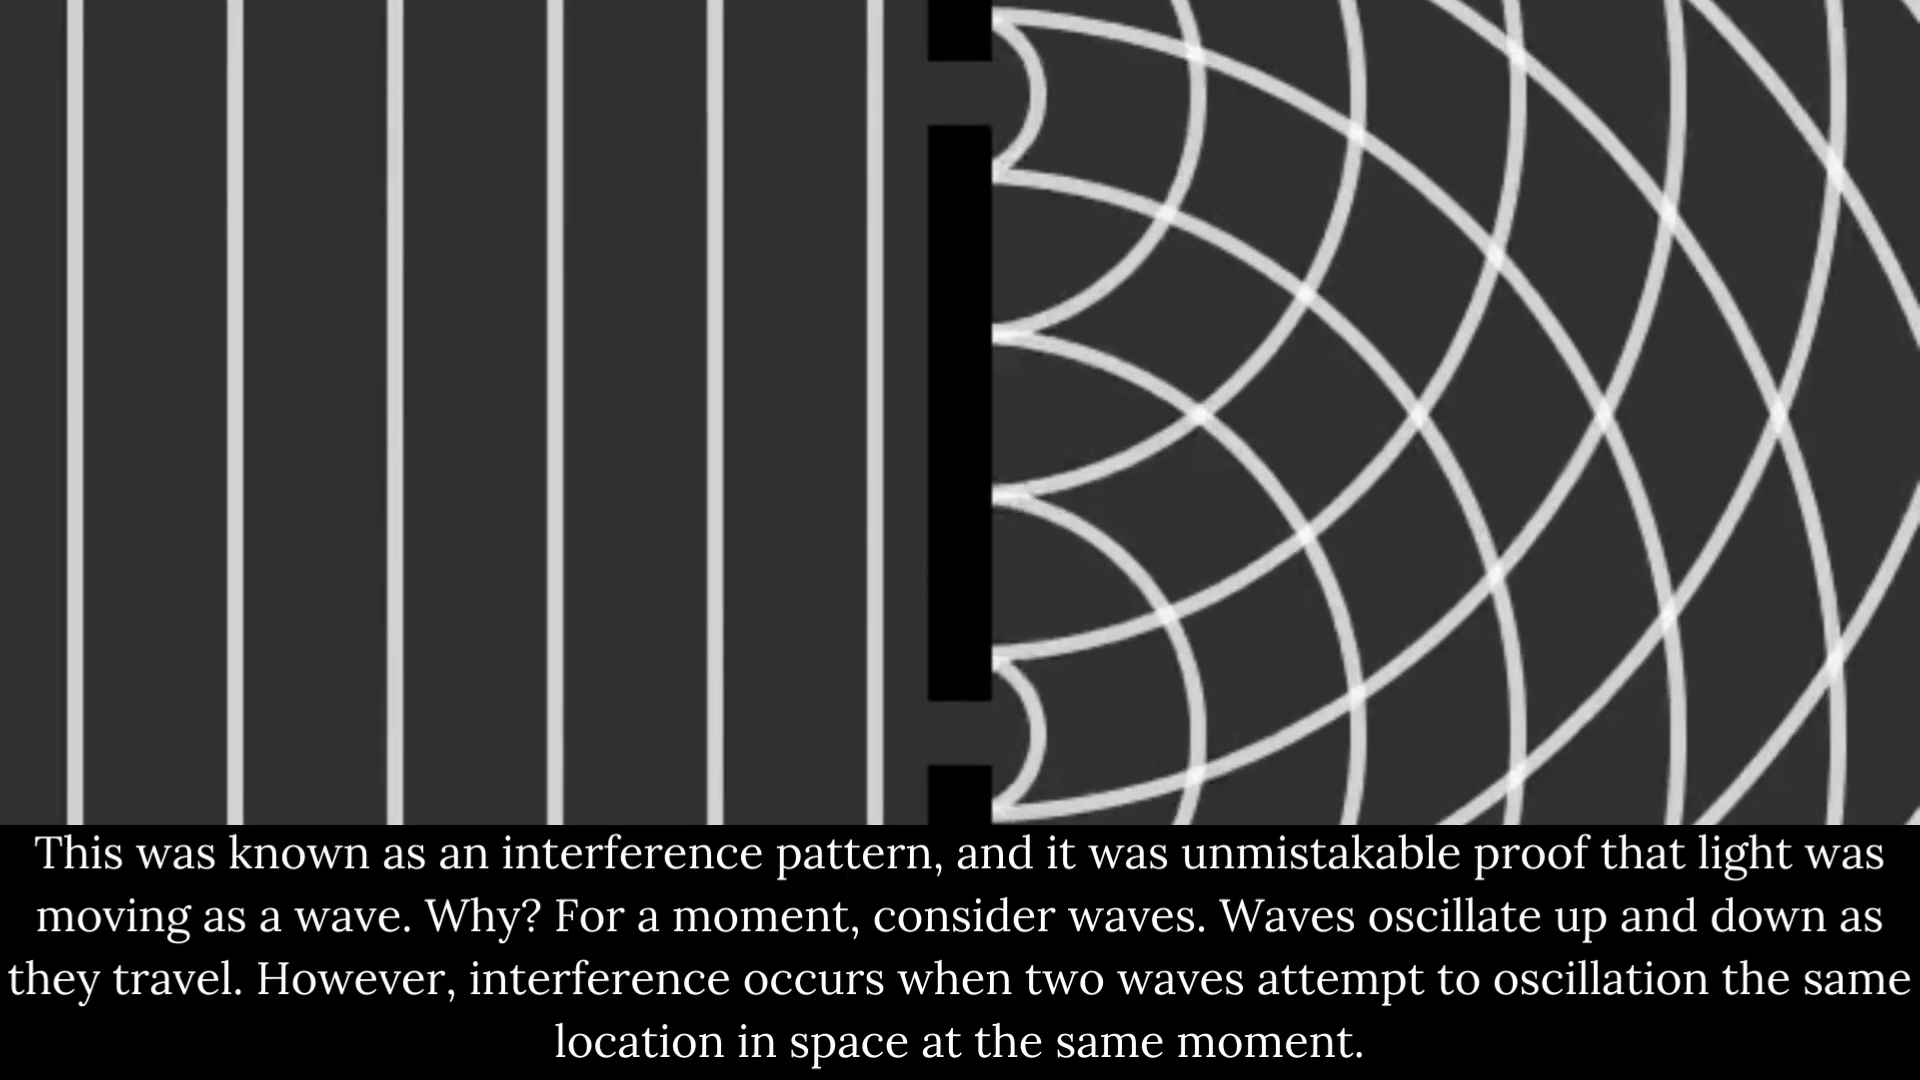 This was known as an interference pattern, and it was unmistakable proof that light was
moving as a wave. Why? For a moment, consider waves. Waves oscillate up and down as
they travel. However, interference occurs when two waves attempt to oscillation the same
location in space at the same moment.